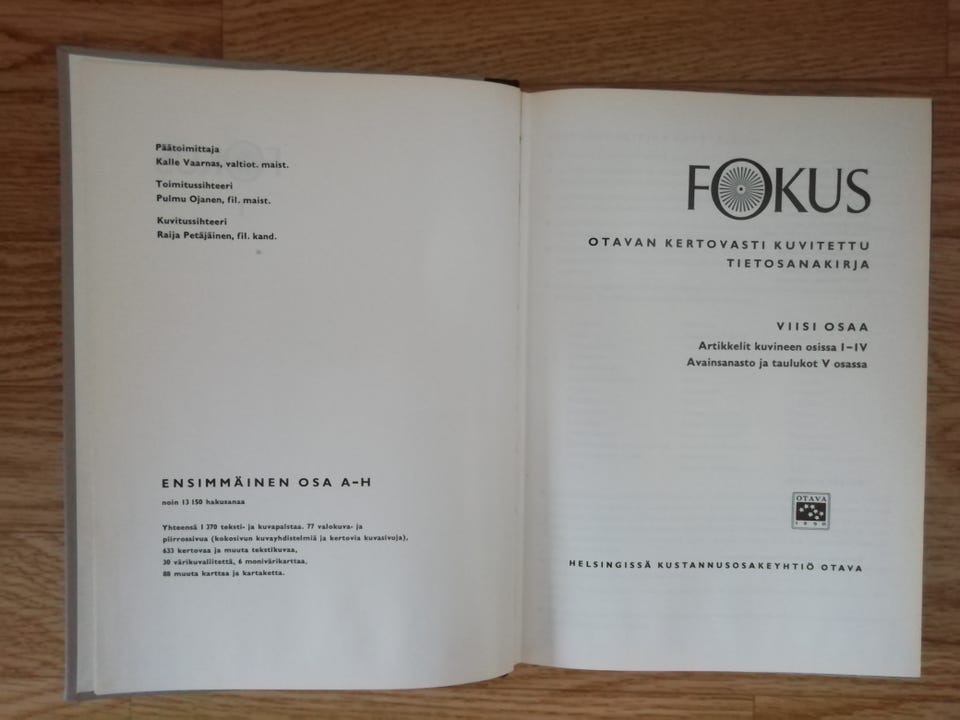 Päätoimittaja
Kalle Vaarnas, valtiot. maist.
Toimitussihteeri
Pulmu Ojanen, fil. maist.
Kuvitussihteeri
Raija Petäjäinen, fil. kand.
ENSIMMÄINEN OSA A–H
noin 13 150 hakusanaa
Yhteensä 1 370 teksti- ja kuvapalstaa. 77 valokuva- ja
piirrossivua (kokosivun kuvayhdistelmiä ja kertovia kuvasivoja),
633 kertovaa ja muuta tekstikuvaa,
30 värikuvaliitettä, 6 monivärikarttaa,
88 muuta karttaa ja kartaketta.
FOKUS
OTAVAN KERTOVASTI KUVITETTU
TIETOSANAKIRJA
VIISI OSAA
Artikkelit kuvineen osissa I–IV
Avainsanasto ja taulukot V osassa
OTAVA
1890
HELSINGISSÄ KUSTANNUSOSAKEYHTIÖ OTAVA